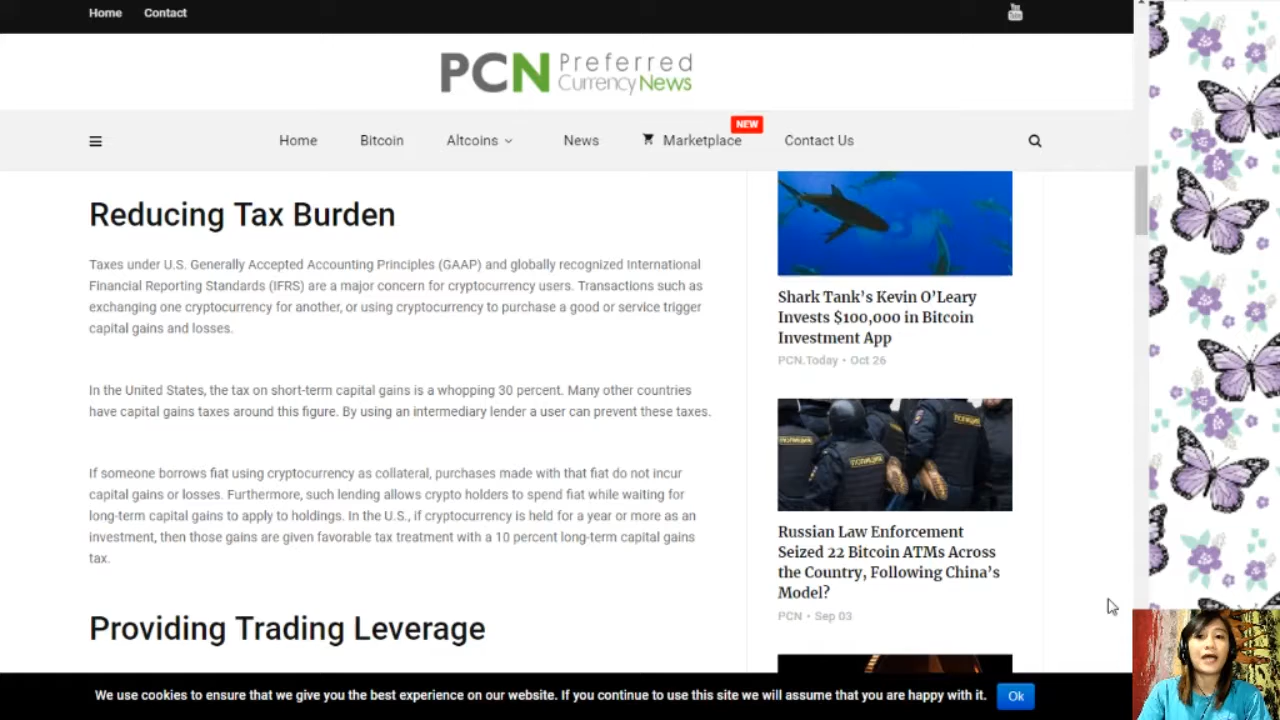 Home Contact
You Tube
PCN Preferred Currency News
Home Bitcoin Altcoins News Marketplace NEW Contact Us
Reducing Tax Burden
Taxes under U.S. Generally Accepted Accounting Principles (GAAP) and globally recognized International
Financial Reporting Standards (IFRS) are a major concern for cryptocurrency users. Transactions such as
exchanging one cryptocurrency for another, or using cryptocurrency to purchase a good or service trigger
capital gains and losses.
In the United States, the tax on short-term capital gains is a whopping 30 percent. Many other countries
have capital gains taxes around this figure. By using an intermediary lender a user can prevent these taxes.
If someone borrows fiat using cryptocurrency as collateral, purchases made with that fiat do not incur
capital gains or losses. Furthermore, such lending allows crypto holders to spend fiat while waiting for
long-term capital gains to apply to holdings. In the U.S., if cryptocurrency is held for a year or more as an
investment, then those gains are given favorable tax treatment with a 10 percent long-term capital gains
tax.
Providing Trading Leverage
Shark Tank's Kevin O'Leary
Invests $100,000 in Bitcoin
Investment App
PCN.Today • Oct 26
ПОЛИЦИЯ
Russian Law Enforcement
Seized 22 Bitcoin ATMs Across
the Country, Following China's
Model?
PCN • Sep 03
We use cookies to ensure that we give you the best experience on our website. If you continue to use this site we will assume that you are happy with it. Ok